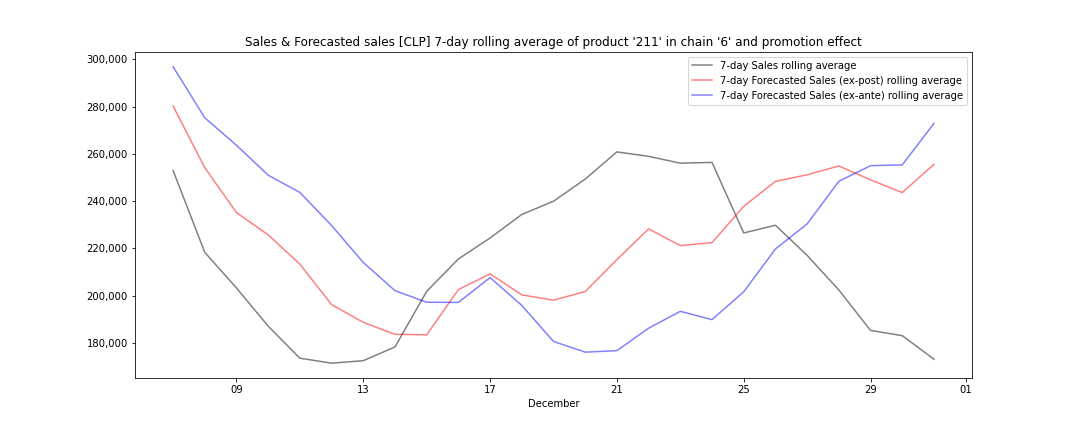 Sales & Forecasted sales [CLP] 7-day rolling average of product '211' in chain '6' and promotion effect
7-day Sales rolling average
7-day Forecasted Sales (ex-post) rolling average
7-day Forecasted Sales (ex-ante) rolling average
300,000
280,000
260,000
240,000
220,000
200,000
180,000
09 13 17 21 25 29 01
December